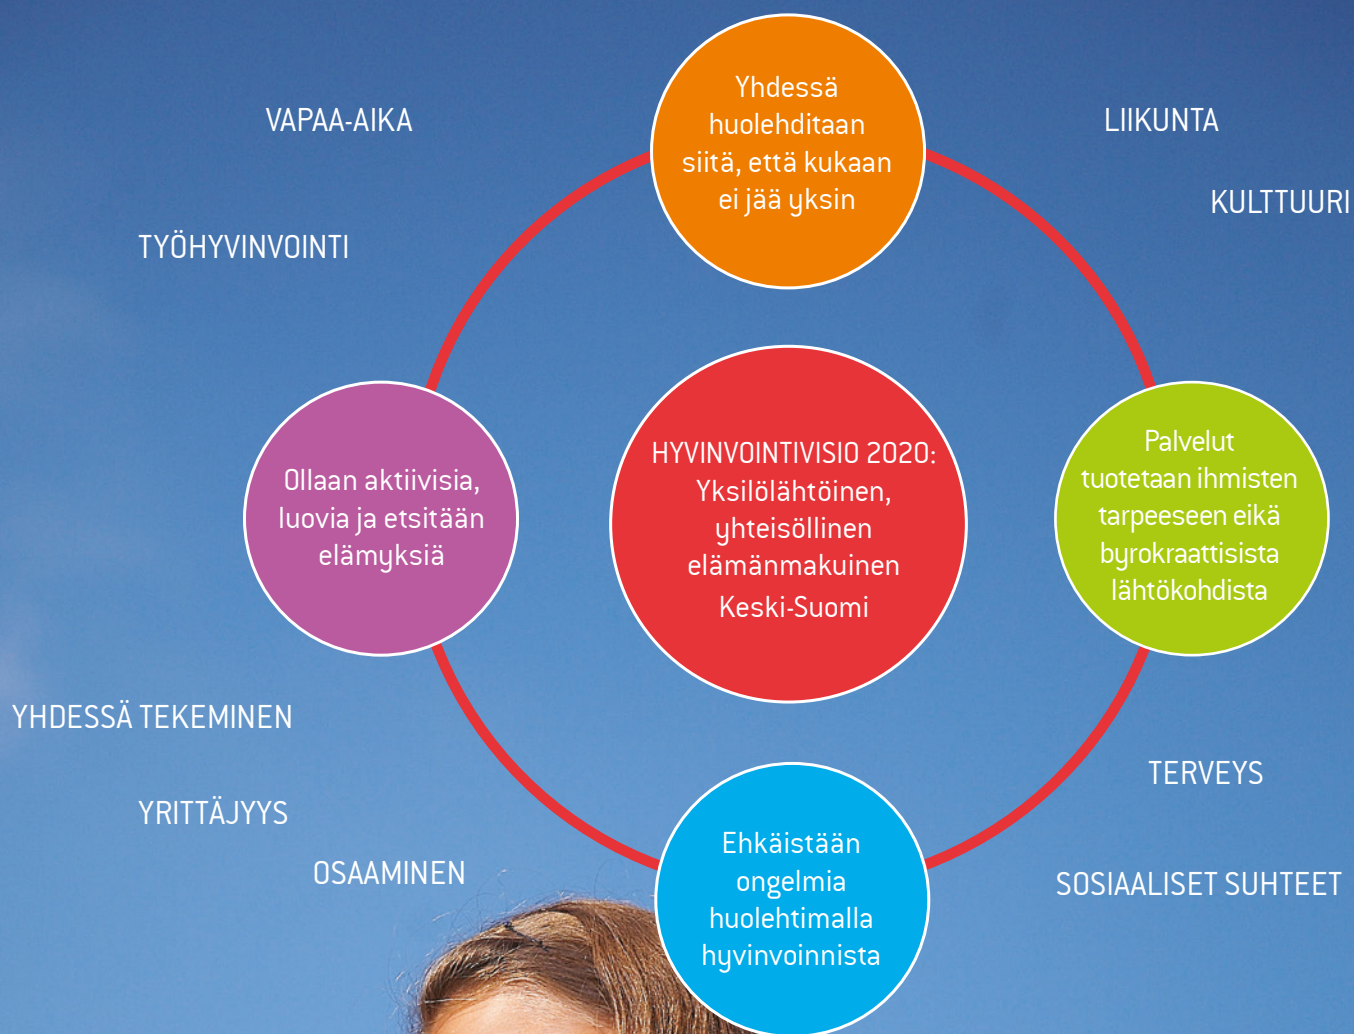 Yhdessä
huolehditaan
siitä, että kukaan
ei jää yksin
VAPAA-AIKA
LIIKUNTA
KULTTUURI
TYÖHYVINVOINTI
Ollaan aktiivisia,
luovia ja etsitään
elämyksiä
HYVINVOINTIVISIO 2020:
Yksilölähtöinen,
yhteisöllinen
elämänmakuinen
Keski-Suomi
Palvelut
tuotetaan ihmisten
tarpeeseen eikä
byrokraattisista
lähtökohdista
YHDESSÄ TEKEMINEN
YRITTÄJYYS
OSAAMINEN
Ehkäistään
ongelmia
huolehtimalla
hyvinvoinnista
TERVEYS
SOSIAALISET SUHTEET